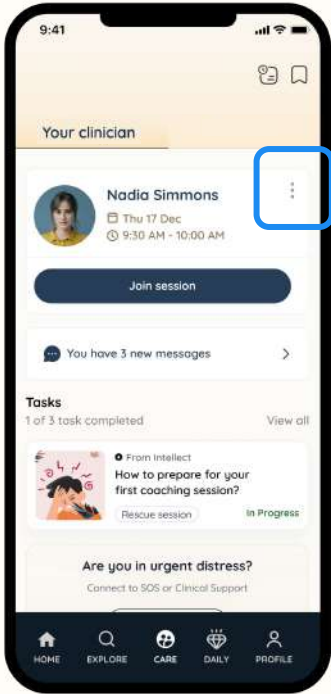 9:41
Your clinician
Nadia Simmons
Thu 17 Dec
9:30 AM - 10:00 AM
Join session
You have 3 new messages
Tasks
1 of 3 task completed
View all
From Intellect
How to prepare for your
first coaching session?
Rescue session
In Progress
Are you in urgent distress?
Connect to SOS or Clinical Support
HOME
EXPLORE
CARE
DAILY
PROFILE